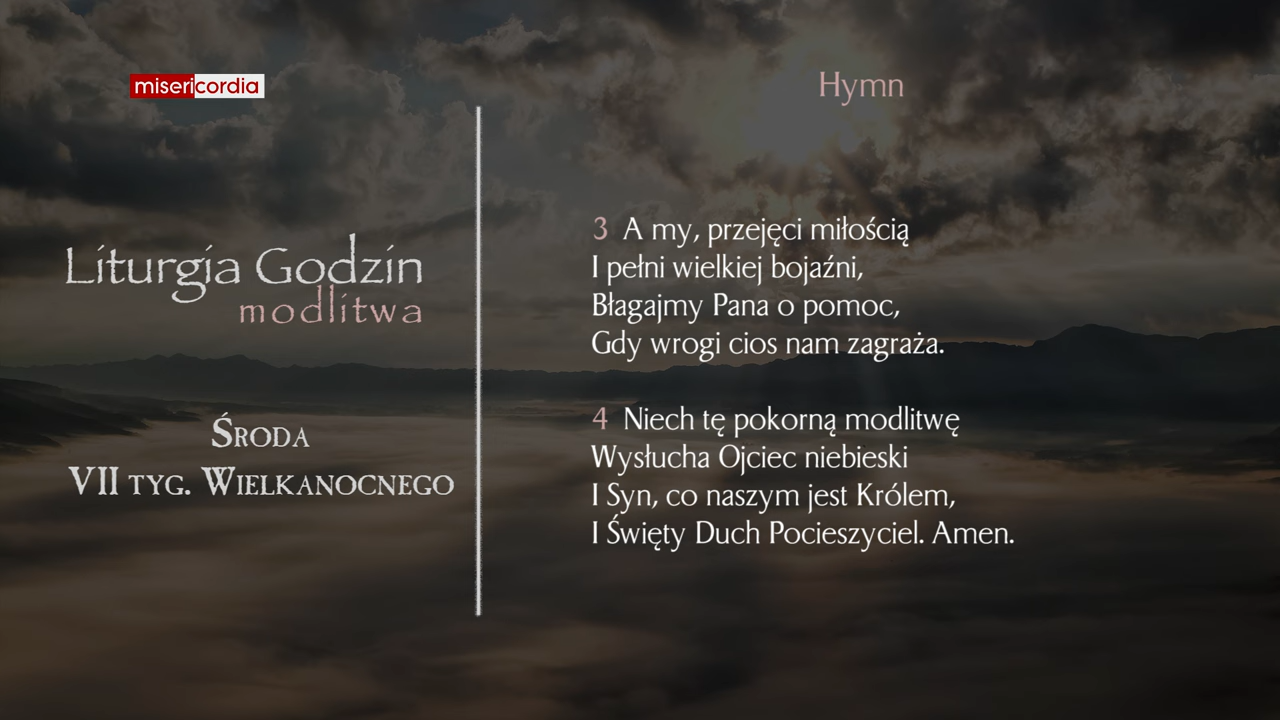 misericordia
Liturgia Godzin
modlitwa
Środa
VII tyg. Wielkanocnego
Hymn
3 A my, przejęci miłością
I pełni wielkiej bojaźni,
Błagajmy Pana o pomoc,
Gdy wrogi cios nam zagraża.
4 Niech tę pokorną modlitwę
Wysłucha Ojciec niebieski
I Syn, co naszym jest Królem,
I Święty Duch Pocieszyciel. Amen.